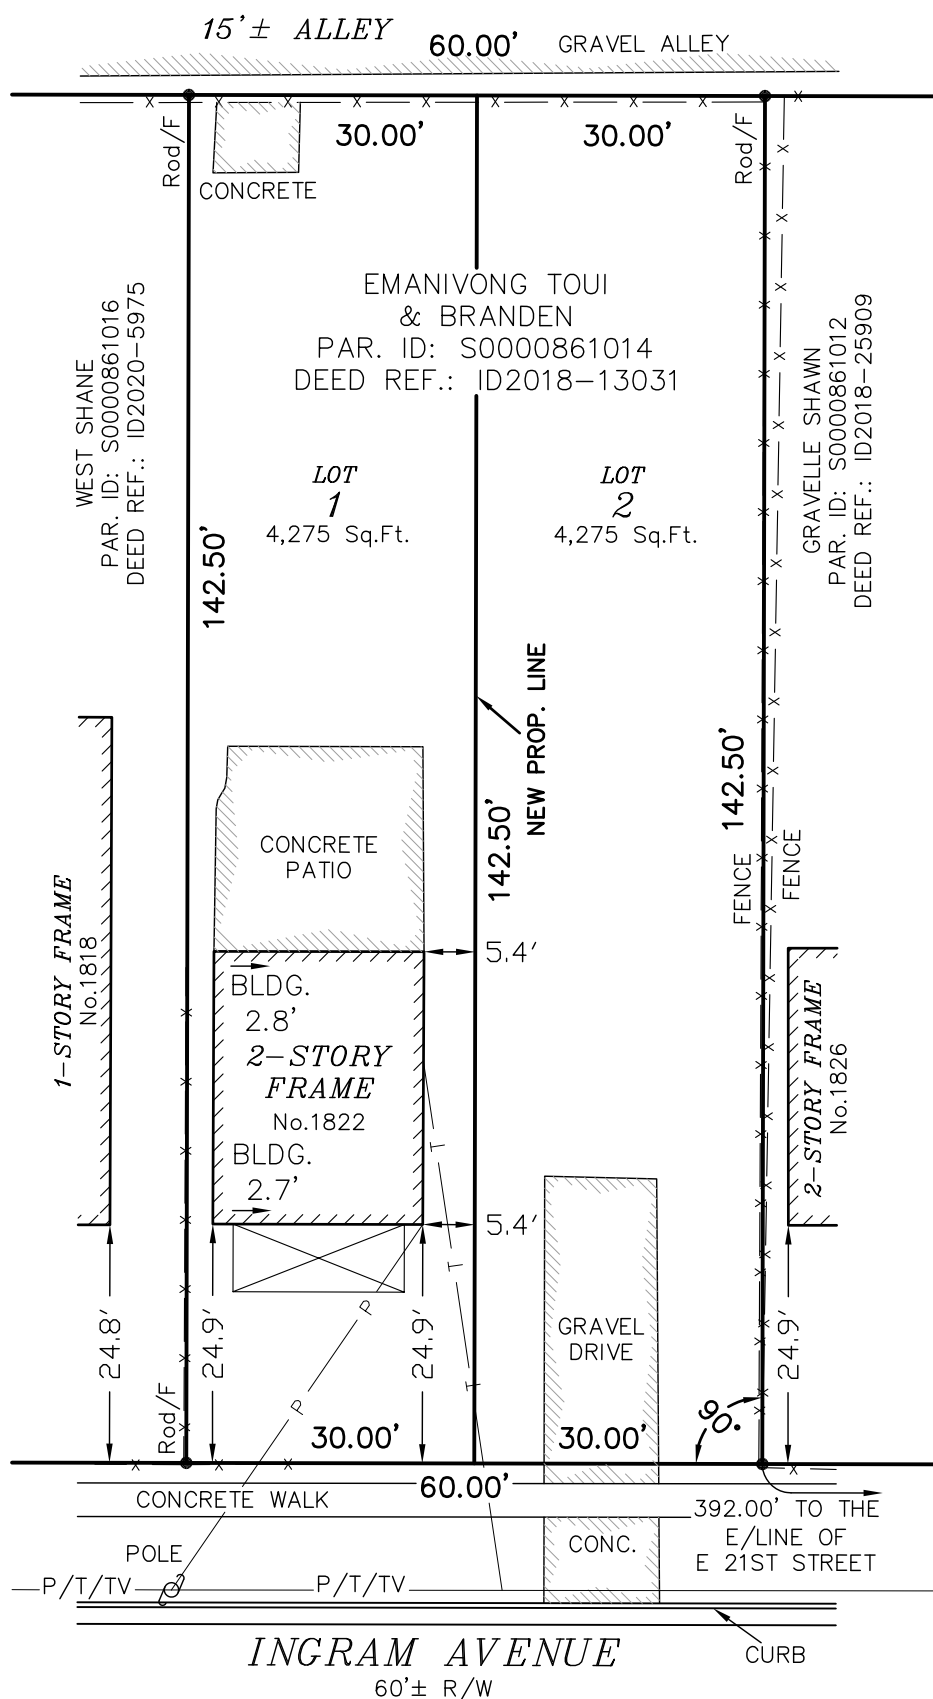 15'± ALLEY
60.00'
GRAVEL ALLEY
Rod/F
30.00'
30.00'
Rod/F
CONCRETE
EMANIVONG TOUI
& BRANDEN
PAR. ID: S0000861014
DEED REF.: ID2018-13031
WEST SHANE
PAR. ID: S0000861016
DEED REF.: ID2020-5975
GRAVELLE SHAWN
PAR. ID: S0000861012
DEED REF.: ID2018-25909
LOT
1
4,275 Sq.Ft.
LOT
2
4,275 Sq.Ft.
142.50'
NEW PROP. LINE
142.50'
142.50'
CONCRETE
PATIO
FENCE
FENCE
1-STORY FRAME
No.1818
5.4'
BLDG.
2.8'
2-STORY
FRAME
No.1822
BLDG.
2.7'
5.4'
2-STORY FRAME
No.1826
T
T
T
P
P
24.8'
24.9'
24.9'
GRAVEL
DRIVE
24.9'
Rod/F
30.00'
30.00'
90°
60.00'
CONCRETE WALK
392.00' TO THE
E/LINE OF
E 21ST STREET
CONC.
POLE
P/T/TV
P/T/TV
INGRAM AVENUE
60'± R/W
CURB